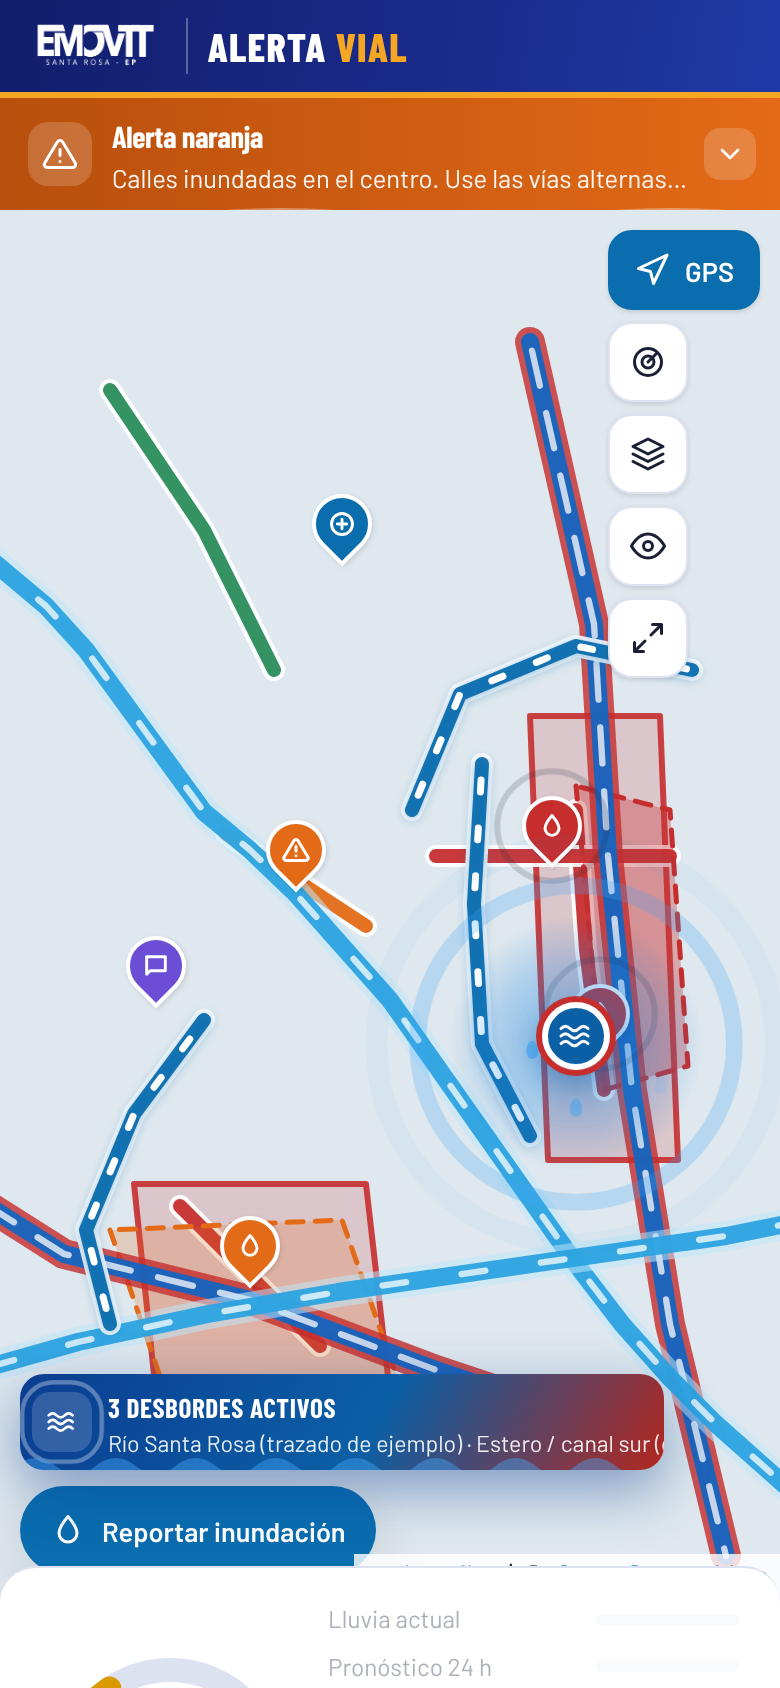 EMOVIT
SANTA ROSA - EP
ALERTA VIAL
Alerta naranja
Calles inundadas en el centro. Use las vías alternas...
GPS
3 DESBORDES ACTIVOS
Río Santa Rosa (trazado de ejemplo) · Estero / canal sur (
Reportar inundación
Lluvia actual
Pronóstico 24 h